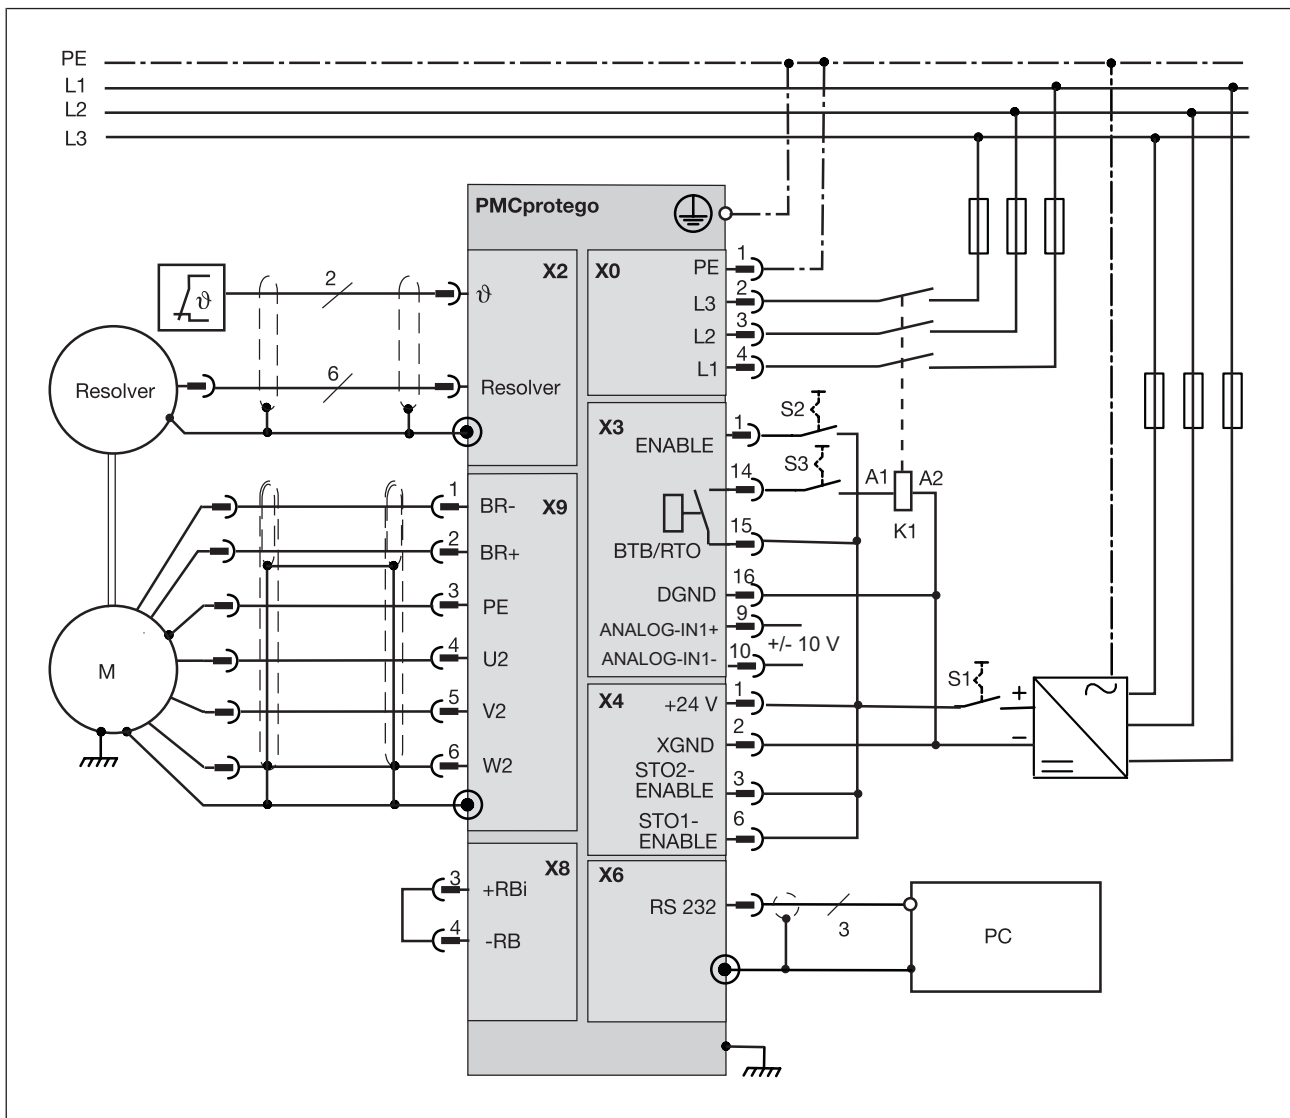 PE
L1
L2
L3
PMCprotego
X2
X0
ϑ
2
ϑ
PE
1
L3
2
L2
3
L1
4
Resolver
6
Resolver
X3
ENABLE
1
S2
14
S3
A1
A2
K1
15
BTB/RTO
DGND
16
ANALOG-IN1+
9
+/- 10 V
ANALOG-IN1-
10
X9
1
BR-
2
BR+
3
PE
4
U2
5
V2
6
W2
M
X4
+24 V
1
S1
+
XGND
2
−
STO2-
ENABLE
3
STO1-
ENABLE
6
X8
3
+RBi
4
-RB
X6
RS 232
3
PC